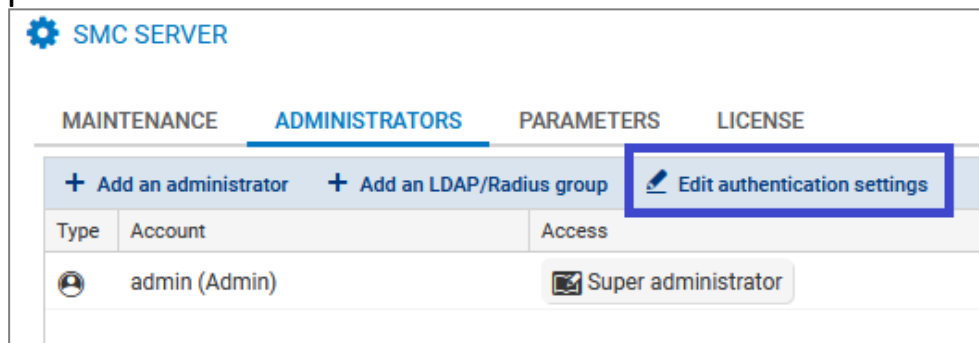 SMC SERVER
MAINTENANCE ADMINISTRATORS PARAMETERS LICENSE
+ Add an administrator + Add an LDAP/Radius group Edit authentication settings
Type Account Access
admin (Admin) Super administrator